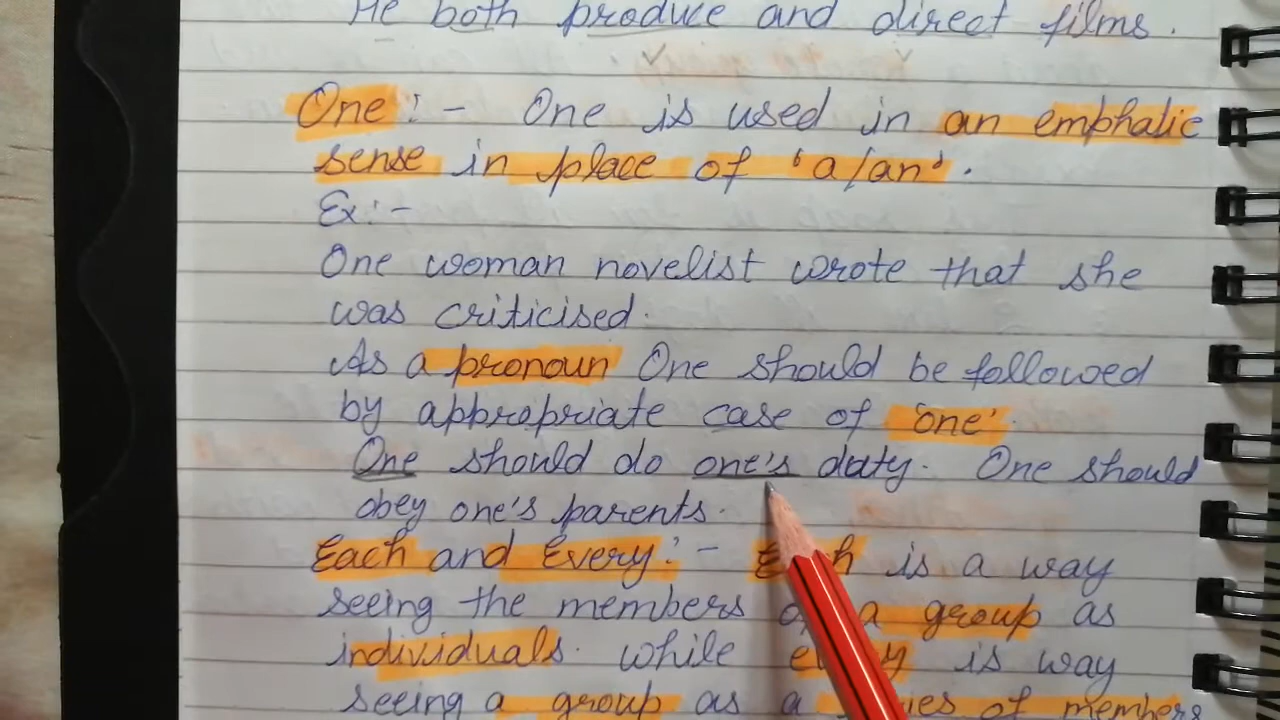 He both produce and direct films.
One :- One is used in an emphatic
sense in place of 'a/an'.
Ex :-
One woman novelist wrote that she
was criticised.
As a pronoun One should be followed
by appropriate case of 'one'.
One should do one's duty. One should
obey one's parents.
Each and Every :- is a way
seeing the members a group as
individuals. while is way
seeing a group as a of members